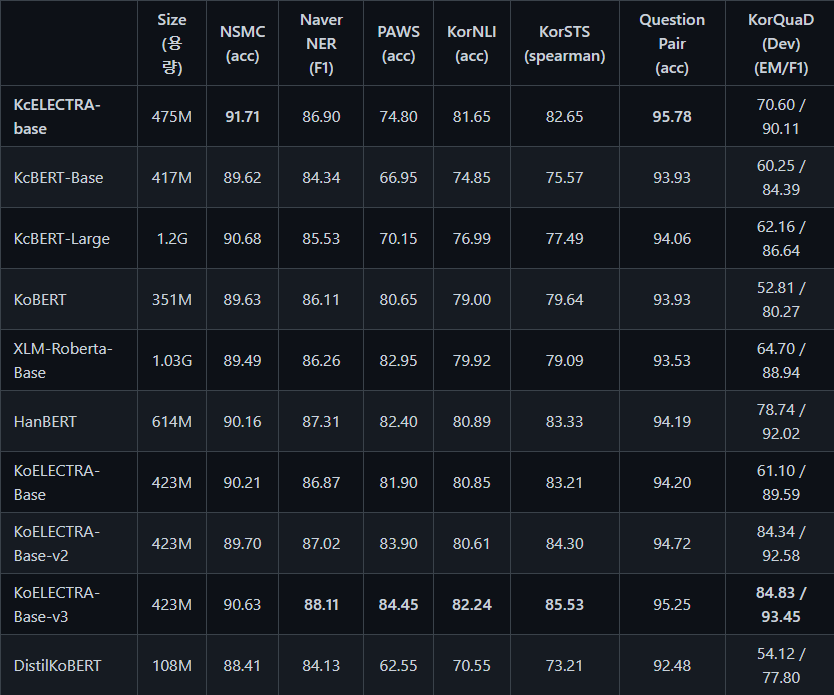 Size (용량) NSMC (acc) Naver NER (F1) PAWS (acc) KorNLI (acc) KorSTS (spearman) Question Pair (acc) KorQuaD (Dev) (EM/F1)
KcELECTRA-base 475M 91.71 86.90 74.80 81.65 82.65 95.78 70.60 / 90.11
KcBERT-Base 417M 89.62 84.34 66.95 74.85 75.57 93.93 60.25 / 84.39
KcBERT-Large 1.2G 90.68 85.53 70.15 76.99 77.49 94.06 62.16 / 86.64
KoBERT 351M 89.63 86.11 80.65 79.00 79.64 93.93 52.81 / 80.27
XLM-Roberta-Base 1.03G 89.49 86.26 82.95 79.92 79.09 93.53 64.70 / 88.94
HanBERT 614M 90.16 87.31 82.40 80.89 83.33 94.19 78.74 / 92.02
KoELECTRA-Base 423M 90.21 86.87 81.90 80.85 83.21 94.20 61.10 / 89.59
KoELECTRA-Base-v2 423M 89.70 87.02 83.90 80.61 84.30 94.72 84.34 / 92.58
KoELECTRA-Base-v3 423M 90.63 88.11 84.45 82.24 85.53 95.25 84.83 / 93.45
DistilKoBERT 108M 88.41 84.13 62.55 70.55 73.21 92.48 54.12 / 77.80